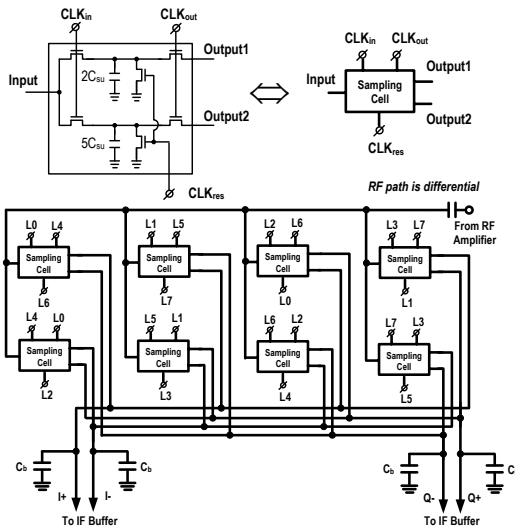 CLKin CLKout
Output1
2Csu
Input
Output2
5Csu
CLKres
CLKin CLKout
Output1
Input
Sampling
Cell
Output2
CLKres
RF path is differential
From RF
Amplifier
L0 L4
Sampling
Cell
L6
L1 L5
Sampling
Cell
L7
L2 L6
Sampling
Cell
L0
L3 L7
Sampling
Cell
L1
L4 L0
Sampling
Cell
L2
L5 L1
Sampling
Cell
L3
L6 L2
Sampling
Cell
L4
L7 L3
Sampling
Cell
L5
Cb
Cb
I+ I-
To IF Buffer
Cb
C
Q- Q+
To IF Buffer